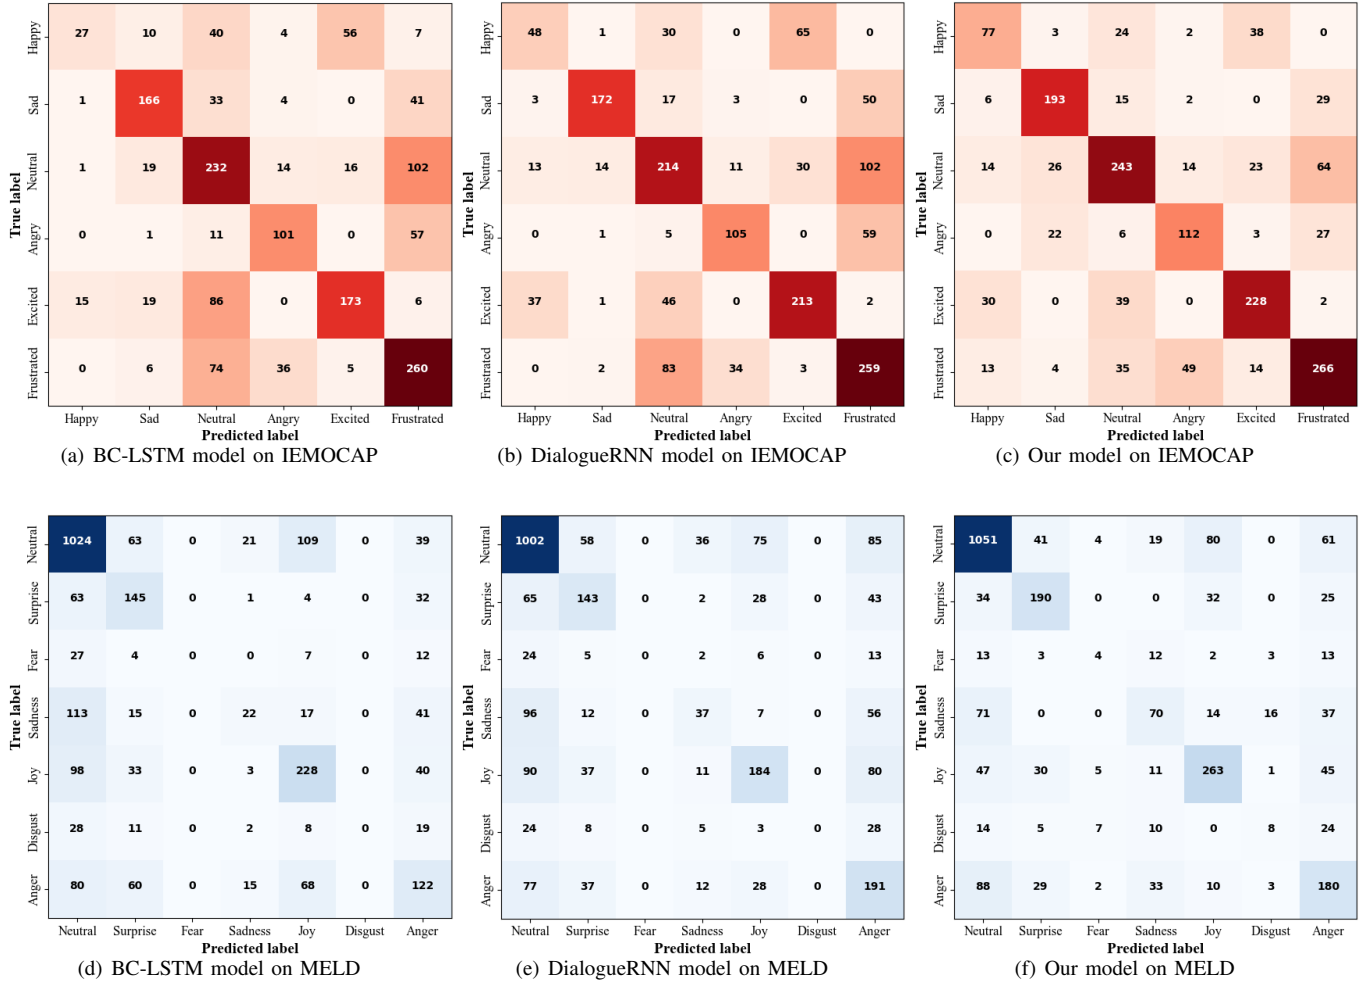 Happy 27 10 40 4 56 7
Sad 1 166 33 4 0 41
Neutral 1 19 232 14 16 102
Angry 0 1 11 101 0 57
Excited 15 19 86 0 173 6
Frustrated 0 6 74 36 5 260
True label
Happy Sad Neutral Angry Excited Frustrated
Predicted label
(a) BC-LSTM model on IEMOCAP
Happy 48 1 30 0 65 0
Sad 3 172 17 3 0 50
Neutral 13 14 214 11 30 102
Angry 0 1 5 105 0 59
Excited 37 1 46 0 213 2
Frustrated 0 2 83 34 3 259
True label
Happy Sad Neutral Angry Excited Frustrated
Predicted label
(b) DialogueRNN model on IEMOCAP
Happy 77 3 24 2 38 0
Sad 6 193 15 2 0 29
Neutral 14 26 243 14 23 64
Angry 0 22 6 112 3 27
Excited 30 0 39 0 228 2
Frustrated 13 4 35 49 14 266
True label
Happy Sad Neutral Angry Excited Frustrated
Predicted label
(c) Our model on IEMOCAP
Neutral 1024 63 0 21 109 0 39
Surprise 63 145 0 1 4 0 32
Fear 27 4 0 0 7 0 12
Sadness 113 15 0 22 17 0 41
Joy 98 33 0 3 228 0 40
Disgust 28 11 0 2 8 0 19
Anger 80 60 0 15 68 0 122
True label
Neutral Surprise Fear Sadness Joy Disgust Anger
Predicted label
(d) BC-LSTM model on MELD
Neutral 1002 58 0 36 75 0 85
Surprise 65 143 0 2 28 0 43
Fear 24 5 0 2 6 0 13
Sadness 96 12 0 37 7 0 56
Joy 90 37 0 11 184 0 80
Disgust 24 8 0 5 3 0 28
Anger 77 37 0 12 28 0 191
True label
Neutral Surprise Fear Sadness Joy Disgust Anger
Predicted label
(e) DialogueRNN model on MELD
Neutral 1051 41 4 19 80 0 61
Surprise 34 190 0 0 32 0 25
Fear 13 3 4 12 2 3 13
Sadness 71 0 0 70 14 16 37
Joy 47 30 5 11 263 1 45
Disgust 14 5 7 10 0 8 24
Anger 88 29 2 33 10 3 180
True label
Neutral Surprise Fear Sadness Joy Disgust Anger
Predicted label
(f) Our model on MELD